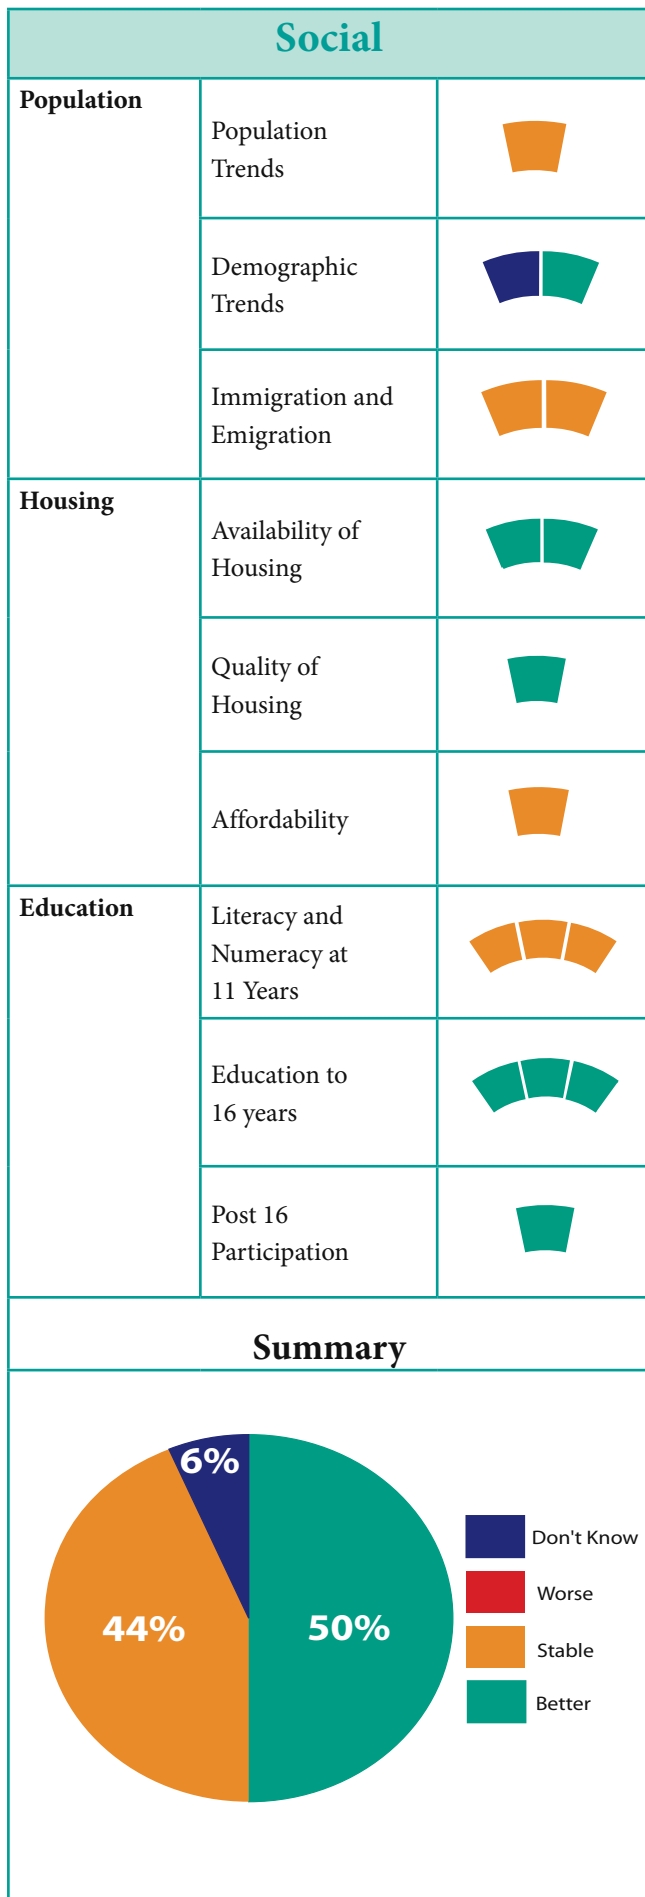 Social
Population
Population
Trends
Demographic
Trends
Immigration and
Emigration
Housing
Availability of
Housing
Quality of
Housing
Affordability
Education
Literacy and
Numeracy at
11 Years
Education to
16 years
Post 16
Participation
Summary
6%
44%
50%
Don't Know
Worse
Stable
Better